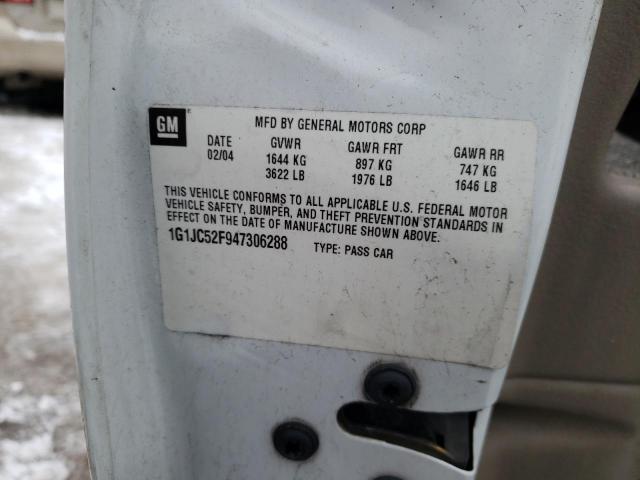 GM
MFD BY GENERAL MOTORS CORP
DATE GVWR GAWR FRT GAWR RR
02/04 1644 KG 897 KG 747 KG
3622 LB 1976 LB 1646 LB
THIS VEHICLE CONFORMS TO ALL APPLICABLE U.S. FEDERAL MOTOR
VEHICLE SAFETY, BUMPER, AND THEFT PREVENTION STANDARDS IN
EFFECT ON THE DATE OF MANUFACTURE SHOWN ABOVE.
1G1JC52F947306288 TYPE: PASS CAR